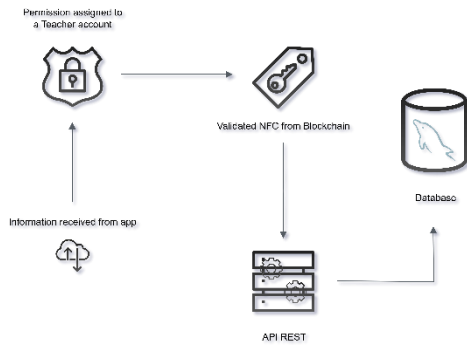 Permission assigned to
a Teacher account
Validated NFC from Blockchain
Database
Information received from app
API REST